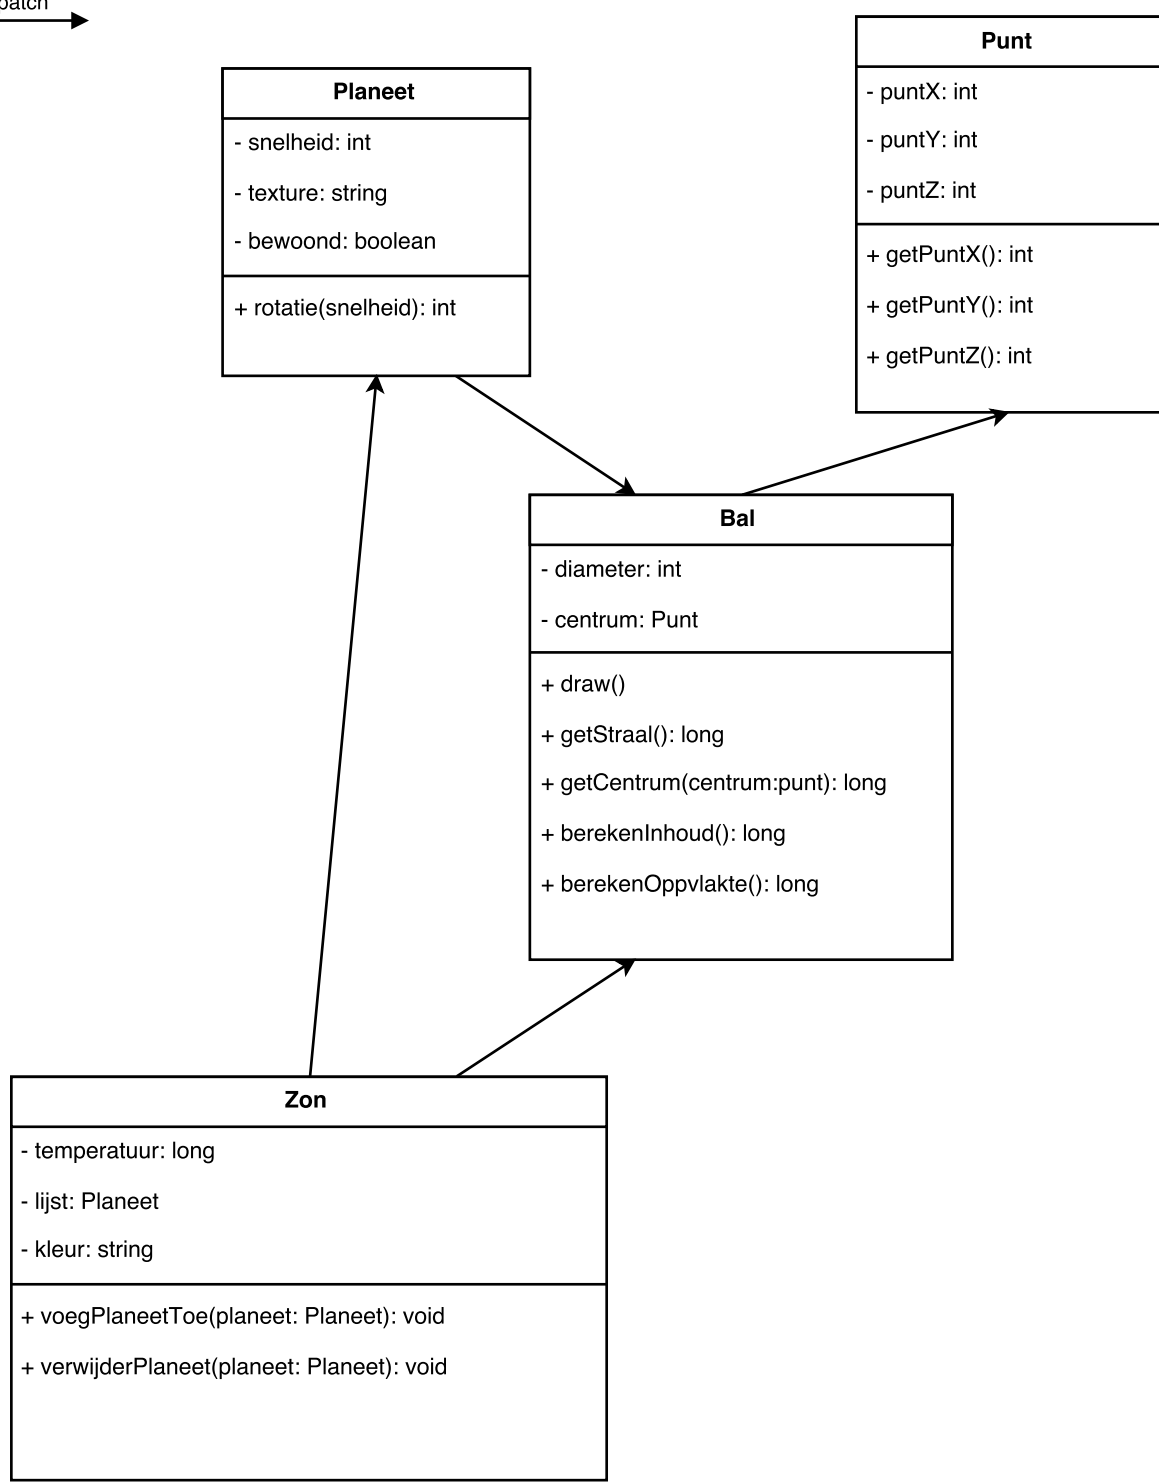 Planeet
- snelheid: int
- texture: string
- bewoond: boolean
+ rotatie(snelheid): int
Punt
- puntX: int
- puntY: int
- puntZ: int
+ getPuntX(): int
+ getPuntY(): int
+ getPuntZ(): int
Bal
- diameter: int
- centrum: Punt
+ draw()
+ getStraal(): long
+ getCentrum(centrum:punt): long
+ berekenInhoud(): long
+ berekenOppvlakte(): long
Zon
- temperatuur: long
- lijst: Planeet
- kleur: string
+ voegPlaneetToe(planeet: Planeet): void
+ verwijderPlaneet(planeet: Planeet): void